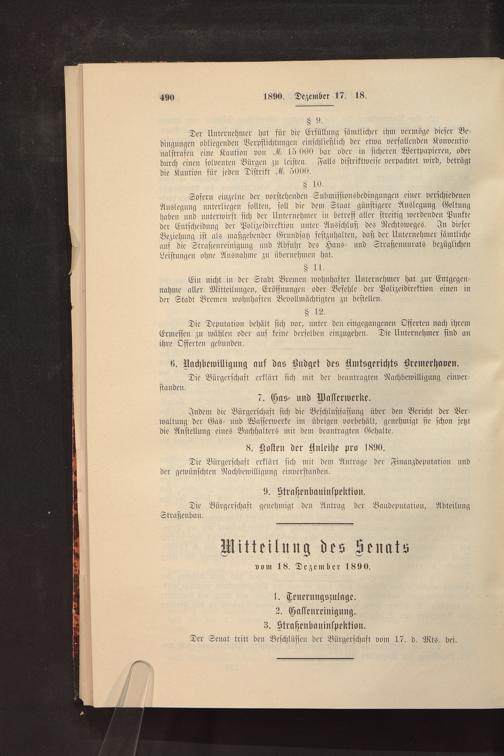 490
1890. Dezember 17. 18.
§ 9.
Der Unternehmer hat für die Erfüllung sämtlicher ihm vermöge dieser Be-
dingungen obliegenden Verpflichtungen einschließlich der etwa verfallenden Konventio-
nalstrafen eine Kaution von M. 15 000 bar oder in sicheren Wertpapieren, oder
durch einen solventen Bürgen zu leisten. Falls distriktweise verpachtet wird, beträgt
die Kaution für jeden Distrikt M. 5000.
§ 10.
Sofern einzelne der vorstehenden Submissionsbedingungen einer verschiedenen
Auslegung unterliegen sollten, soll die dem Staat günstigere Auslegung Geltung
haben und unterwirft sich der Unternehmer in betreff aller streitig werdenden Punkte
der Entscheidung der Polizeidirektion unter Ausschluß des Rechtsweges. In dieser
Beziehung ist als maßgebender Grundsatz festzuhalten, daß der Unternehmer sämtliche
auf die Straßenreinigung und Abfuhr des Haus- und Straßenunrats bezüglichen
Leistungen ohne Ausnahme zu übernehmen hat.
§ 11.
Ein nicht in der Stadt Bremen wohnhafter Unternehmer hat zur Entgegen-
nahme aller Mitteilungen, Eröffnungen oder Befehle der Polizeidirektion einen in
der Stadt Bremen wohnhaften Bevollmächtigten zu bestellen.
§ 12.
Die Deputation behält sich vor, unter den eingegangenen Offerten nach ihrem
Ermessen zu wählen oder auf keine derselben einzugehen. Die Unternehmer sind an
ihre Offerten gebunden.
6. Nachbewilligung auf das Budget des Amtsgerichts Bremerhaven.
Die Bürgerschaft erklärt sich mit der beantragten Nachbewilligung einver-
standen.
7. Gas- und Wasserwerke.
Indem die Bürgerschaft sich die Beschlußfassung über den Bericht der Ver-
waltung der Gas- und Wasserwerke im übrigen vorbehält, genehmigt sie schon jetzt
die Anstellung eines Buchhalters mit dem beantragten Gehalte.
8. Kosten der Anleihe pro 1890.
Die Bürgerschaft erklärt sich mit dem Antrage der Finanzdeputation und
der gewünschten Nachbewilligung einverstanden.
9. Straßenbauinspektion.
Die Bürgerschaft genehmigt den Antrag der Baudeputation, Abteilung
Straßenbau.
Mitteilung des Senats
vom 18. Dezember 1890.
1. Teuerungszulage.
2. Gassenreinigung.
3. Straßenbauinspektion.
Der Senat tritt den Beschlüssen der Bürgerschaft vom 17. d. Mts. bei.